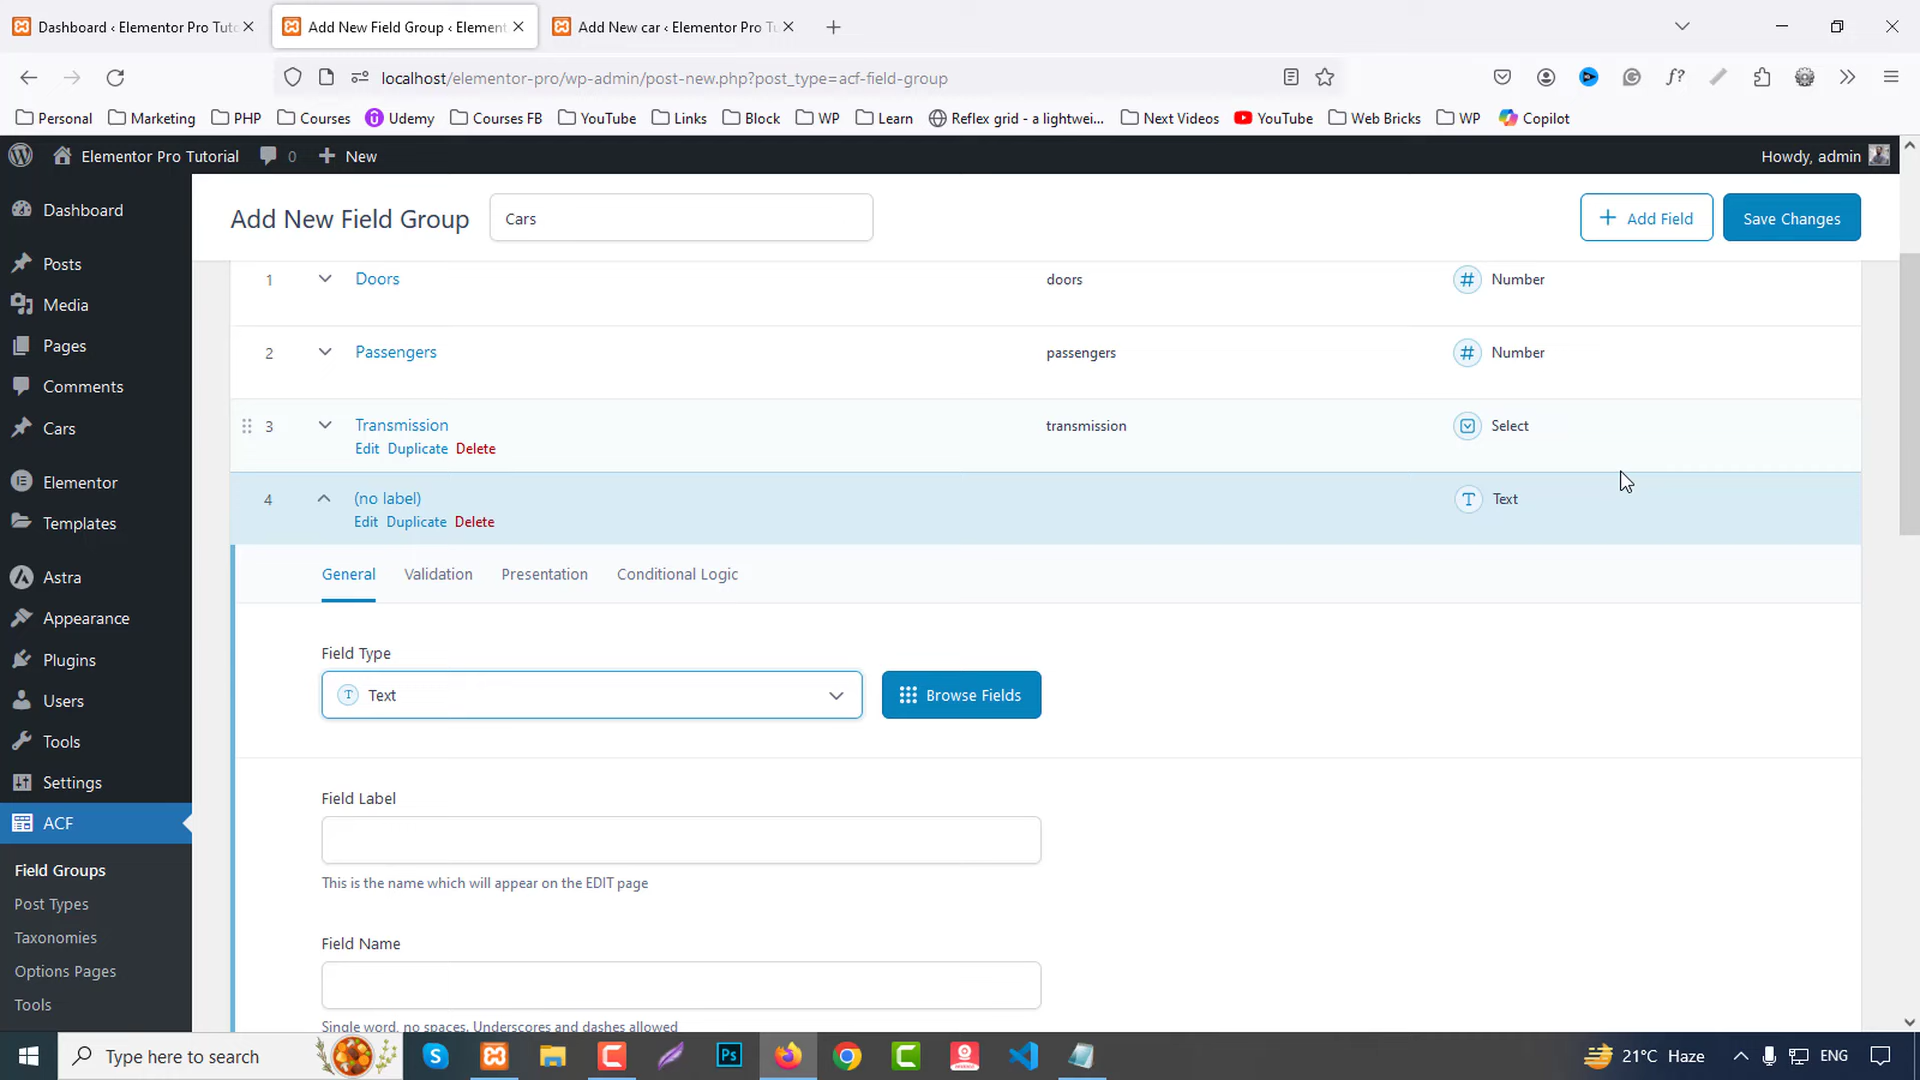 Dashboard ‹ Elementor Pro Tuto
Add New Field Group ‹ Element
Add New car ‹ Elementor Pro Tu
localhost/elementor-pro/wp-admin/post-new.php?post_type=acf-field-group
Personal
Marketing
PHP
Courses
Udemy
Courses FB
YouTube
Links
Block
WP
Learn
Reflex grid - a lightwei...
Next Videos
YouTube
Web Bricks
WP
Copilot
Elementor Pro Tutorial
0
New
Howdy, admin
Dashboard
Posts
Media
Pages
Comments
Cars
Elementor
Templates
Astra
Appearance
Plugins
Users
Tools
Settings
ACF
Field Groups
Post Types
Taxonomies
Options Pages
Tools
Add New Field Group
Cars
Add Field
Save Changes
1 Doors doors # Number
2 Passengers passengers # Number
3 Transmission transmission Select
Edit Duplicate Delete
4 (no label) T Text
Edit Duplicate Delete
General Validation Presentation Conditional Logic
Field Type
T Text
Browse Fields
Field Label
This is the name which will appear on the EDIT page
Field Name
Single word, no spaces. Underscores and dashes allowed
Type here to search
S
Ps
21°C Haze
ENG